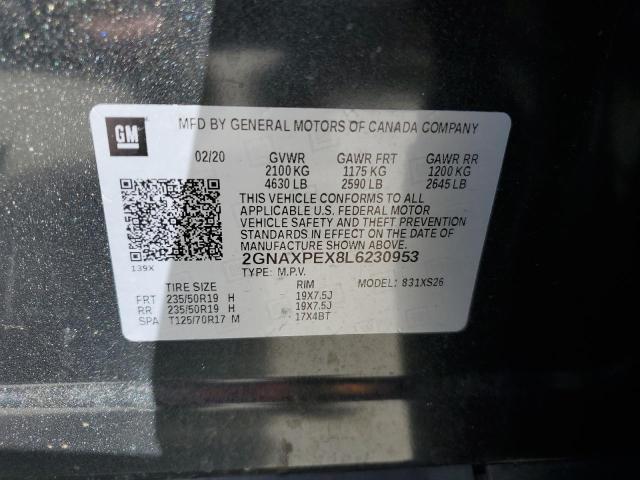 GM
MFD BY GENERAL MOTORS OF CANADA COMPANY
02/20 GVWR GAWR FRT GAWR RR
2100 KG 1175 KG 1200 KG
4630 LB 2590 LB 2645 LB
THIS VEHICLE CONFORMS TO ALL
APPLICABLE U.S. FEDERAL MOTOR
VEHICLE SAFETY AND THEFT PREVENTION
STANDARDS IN EFFECT ON THE DATE OF
MANUFACTURE SHOWN ABOVE.
2GNAXPEX8L6230953
139X TYPE: M.P.V.
TIRE SIZE RIM MODEL: 831XS26
FRT 235/50R19 H 19X7.5J
RR 235/50R19 H 19X7.5J
SPA T125/70R17 M 17X4BT